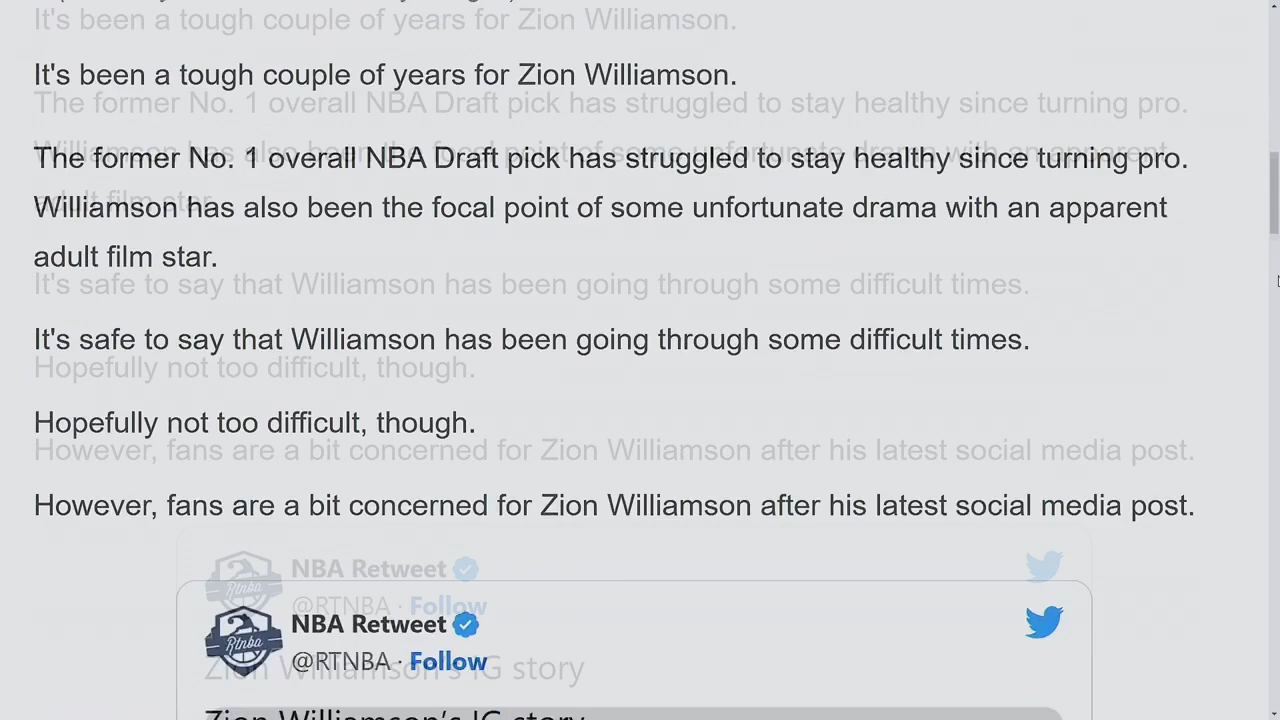 It's been a tough couple of years for Zion Williamson.
The former No. 1 overall NBA Draft pick has struggled to stay healthy since turning pro.
Williamson has also been the focal point of some unfortunate drama with an apparent
adult film star.
It's safe to say that Williamson has been going through some difficult times.
Hopefully not too difficult, though.
However, fans are a bit concerned for Zion Williamson after his latest social media post.
Rtnba
NBA Retweet
@RTNBA · Follow
Zion Williamson's IG story